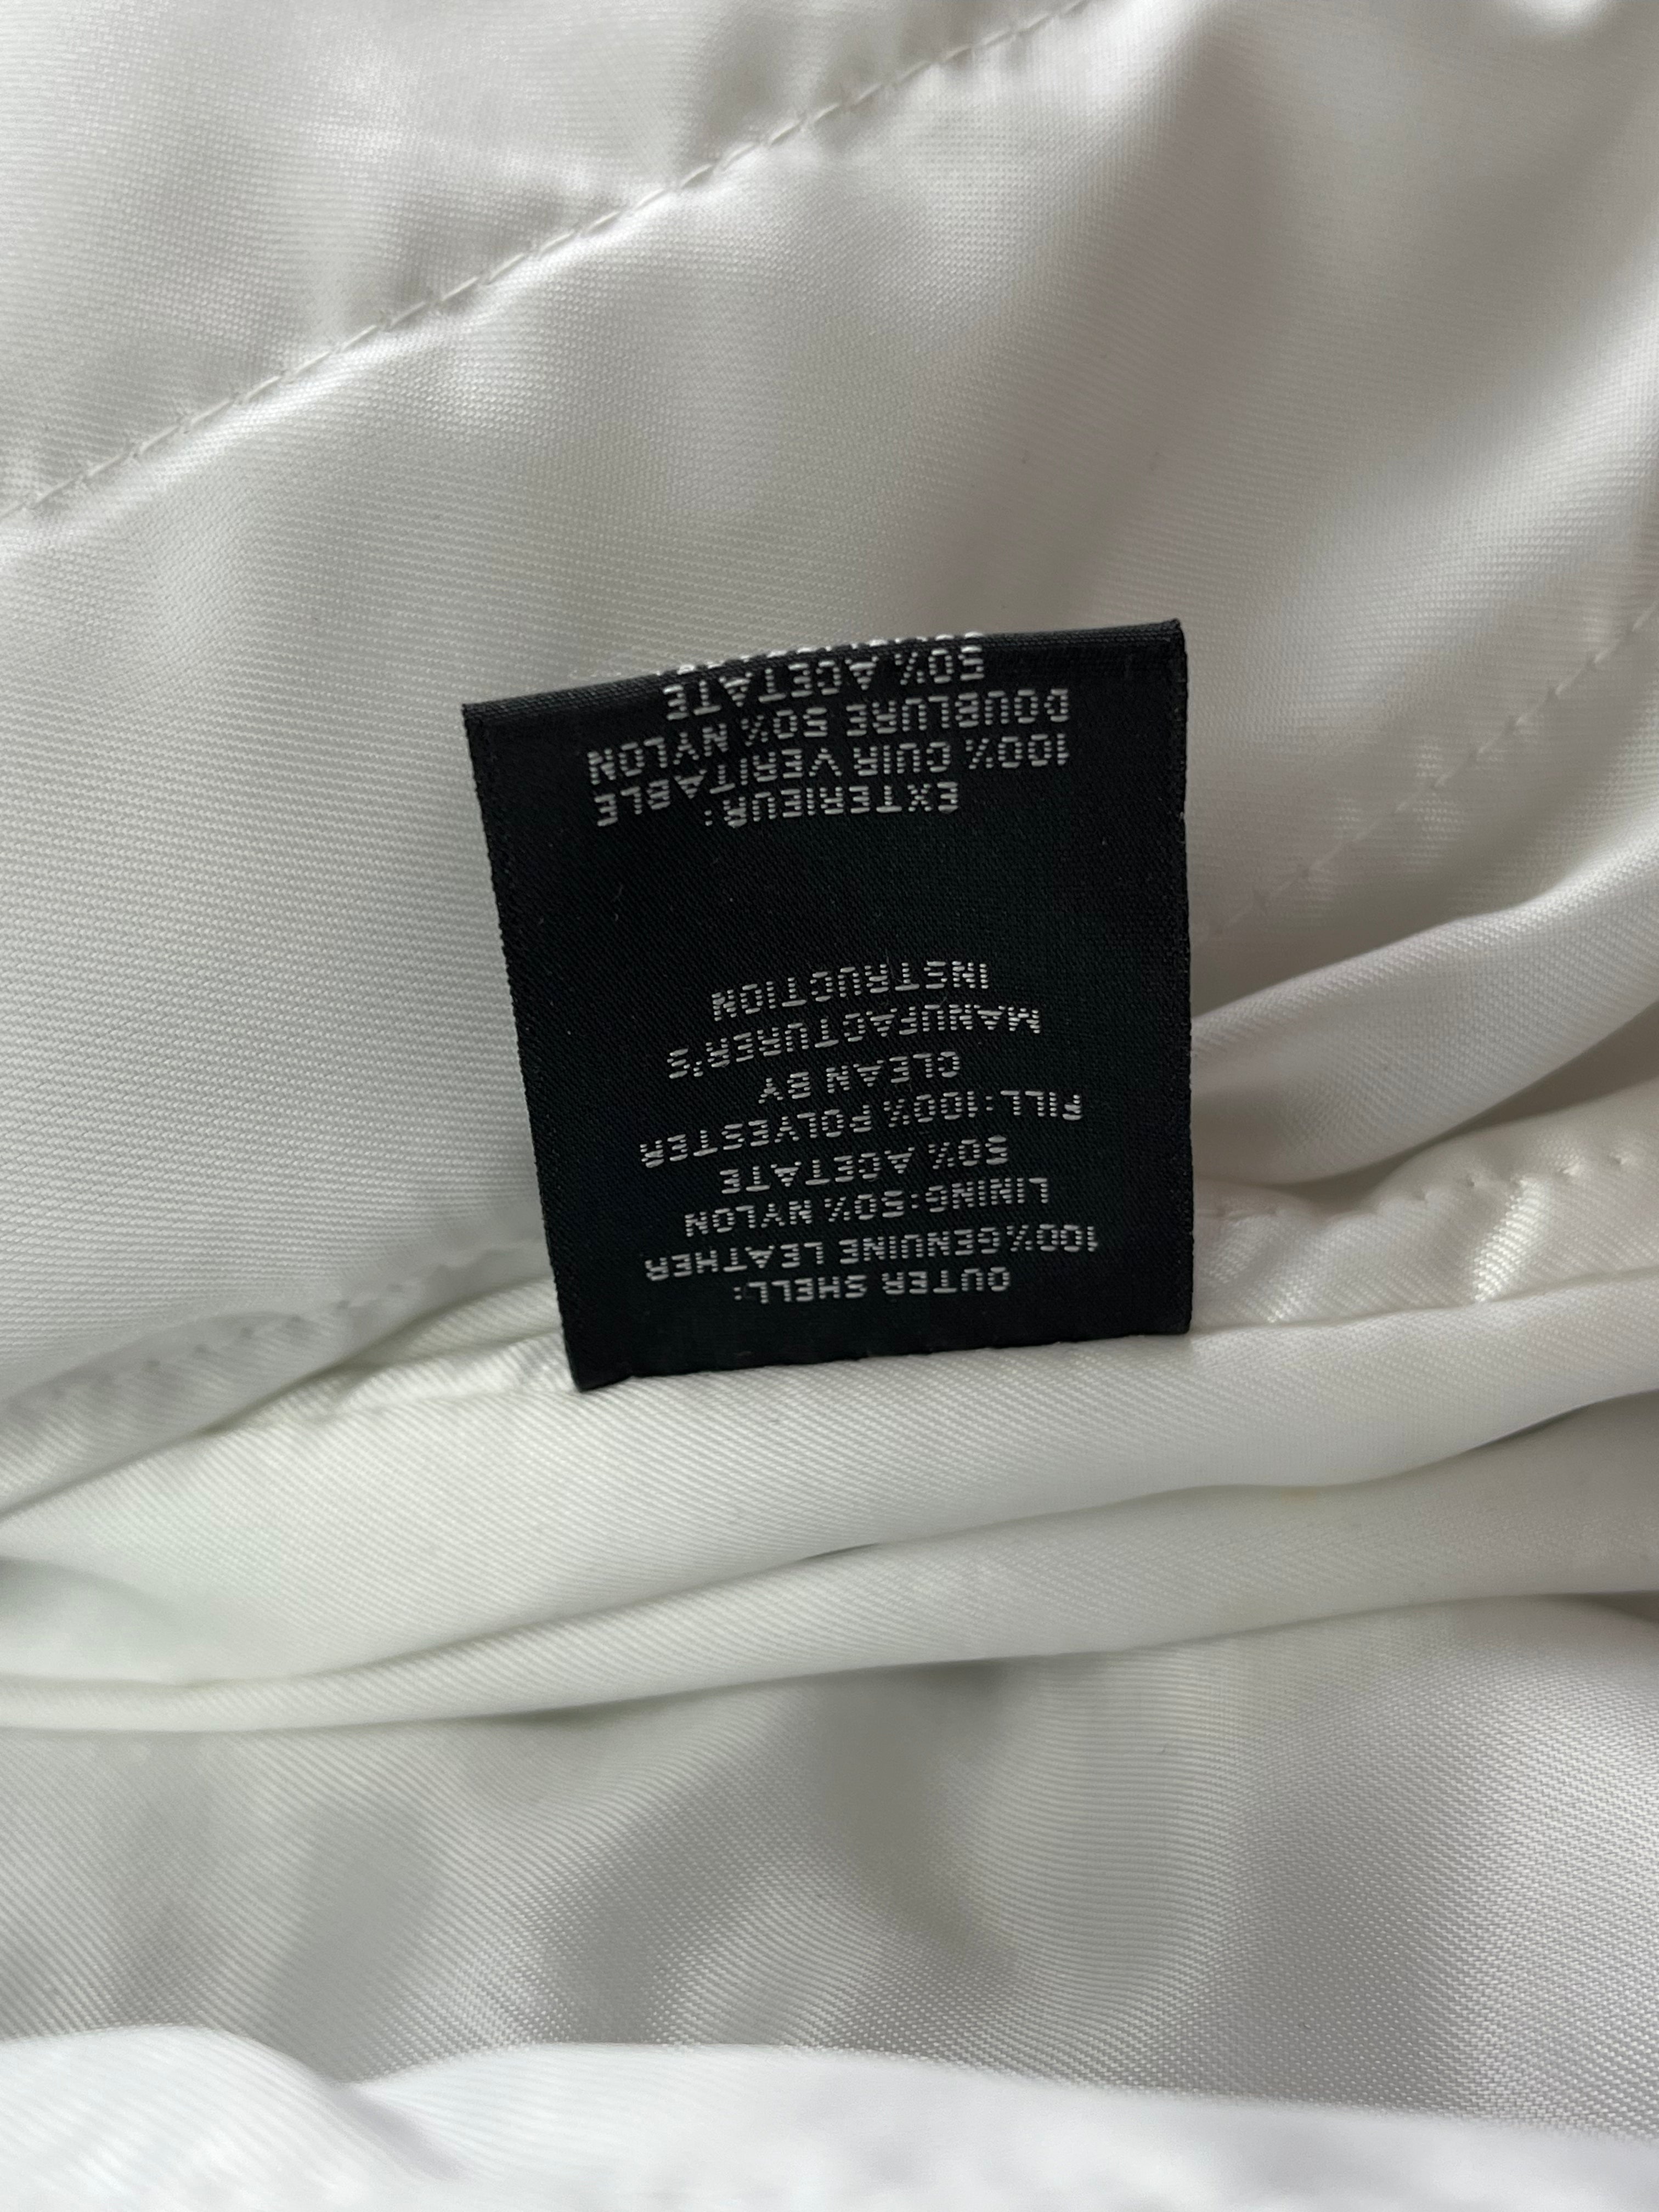 OUTER SHELL:
100%GENUINE LEATHER
LINING:50% NYLON
50% ACETATE
FILL:100% POLYESTER
CLEAN BY
MANUFACTURER'S
INSTRUCTION
EXTERIEUR:
100% CUIR VERITABLE
DOUBLURE 50% NYLON
50% ACETATE